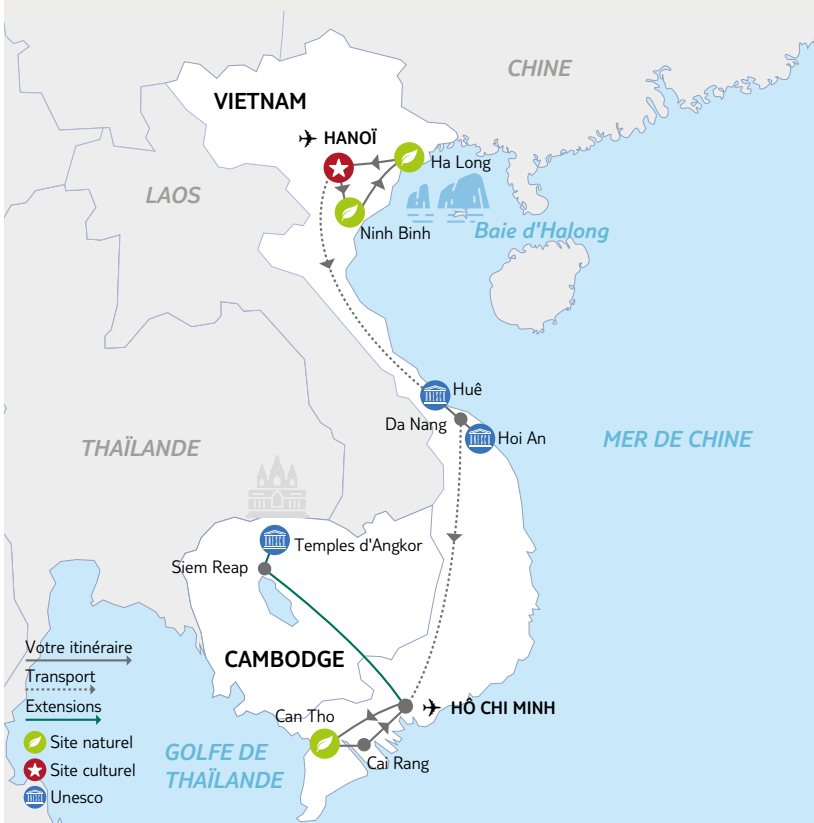 CHINE
VIETNAM
HANOÏ
Ha Long
LAOS
Ninh Binh
Baie d'Halong
Huê
Da Nang
Hoi An
MER DE CHINE
THAÏLANDE
Temples d'Angkor
Siem Reap
Votre itinéraire
CAMBODGE
Transport
Extensions
Can Tho
HÔ CHI MINH
Site naturel
GOLFE DE
THAÏLANDE
Cai Rang
Site culturel
Unesco